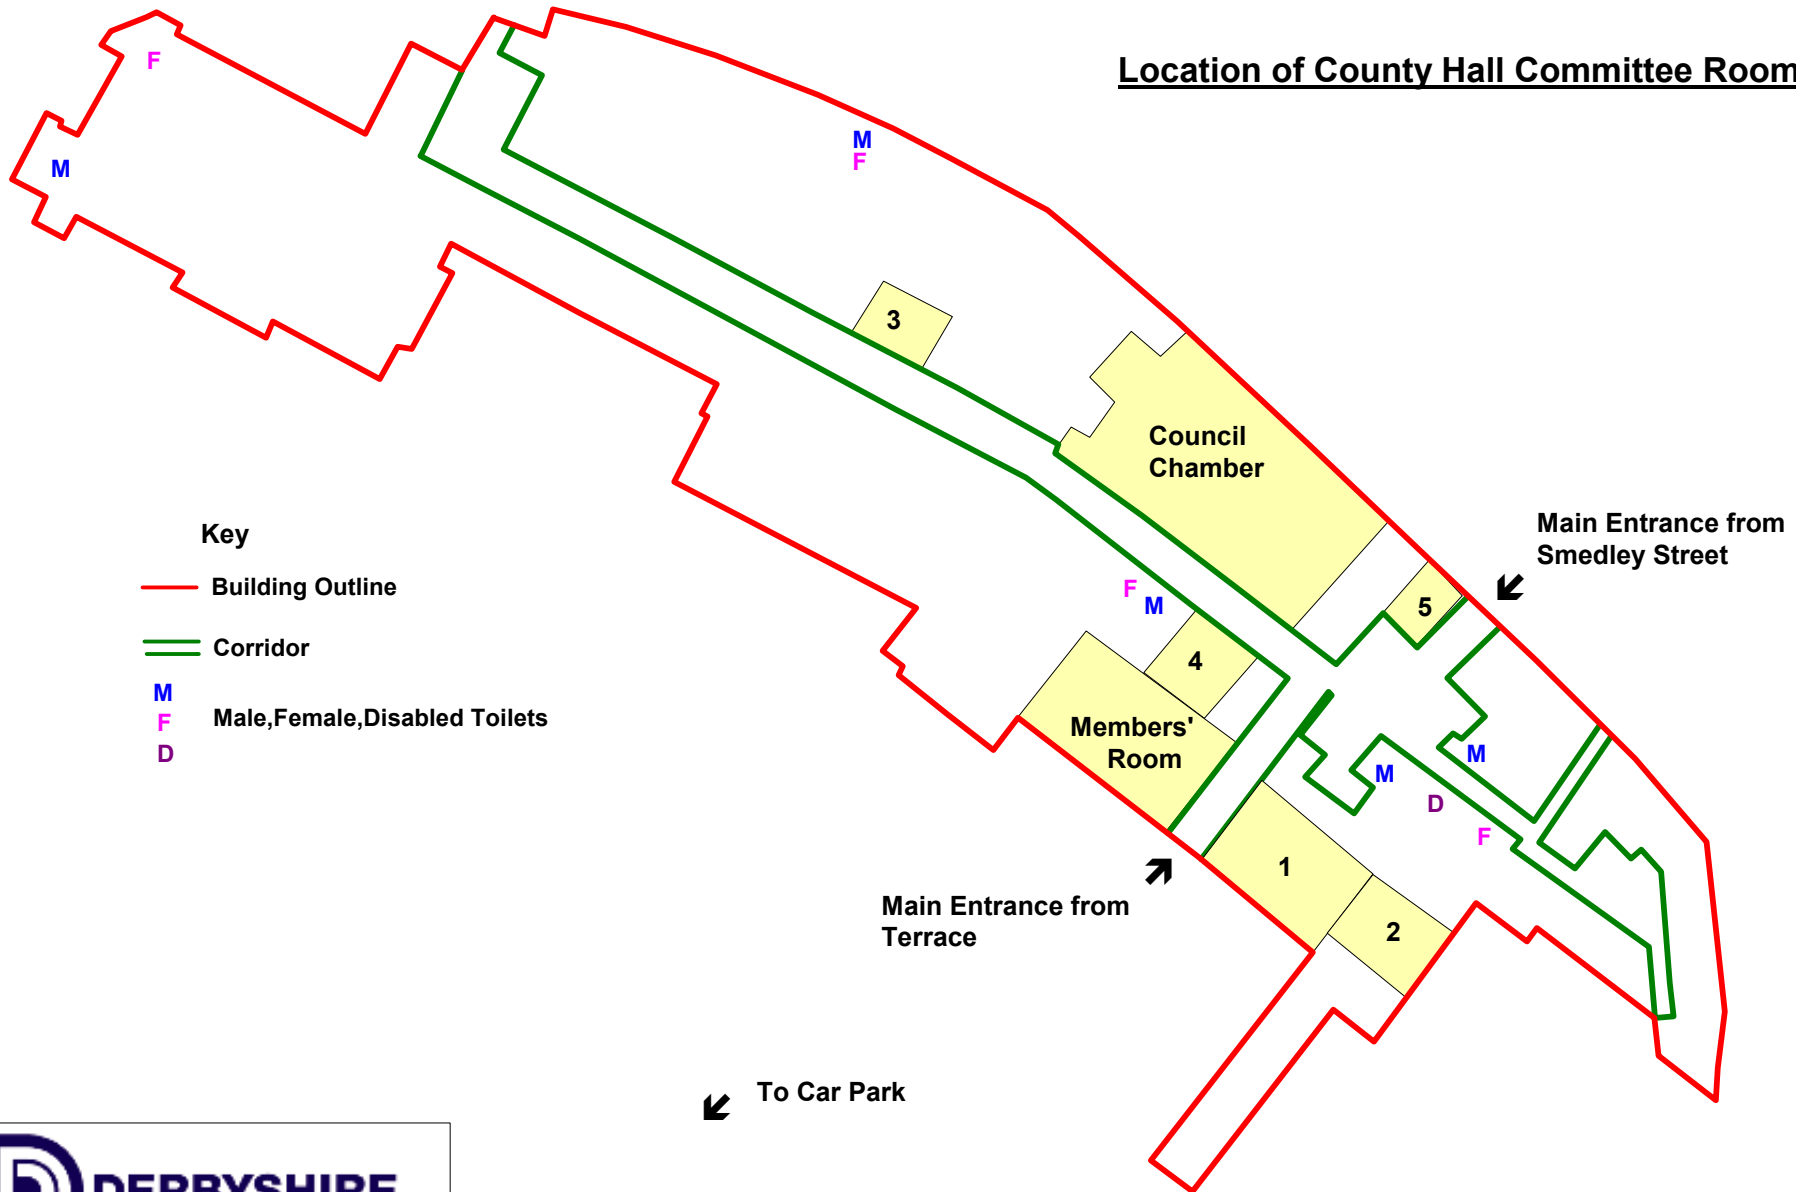 Location of County Hall Committee Room
F
M
M
F
3
Council
Chamber
Main Entrance from
Smedley Street
Key
Building Outline
Corridor
M
F
D
Male,Female,Disabled Toilets
F
M
5
4
Members'
Room
M
M
D
F
1
2
Main Entrance from
Terrace
To Car Park
DERBYSHIRE